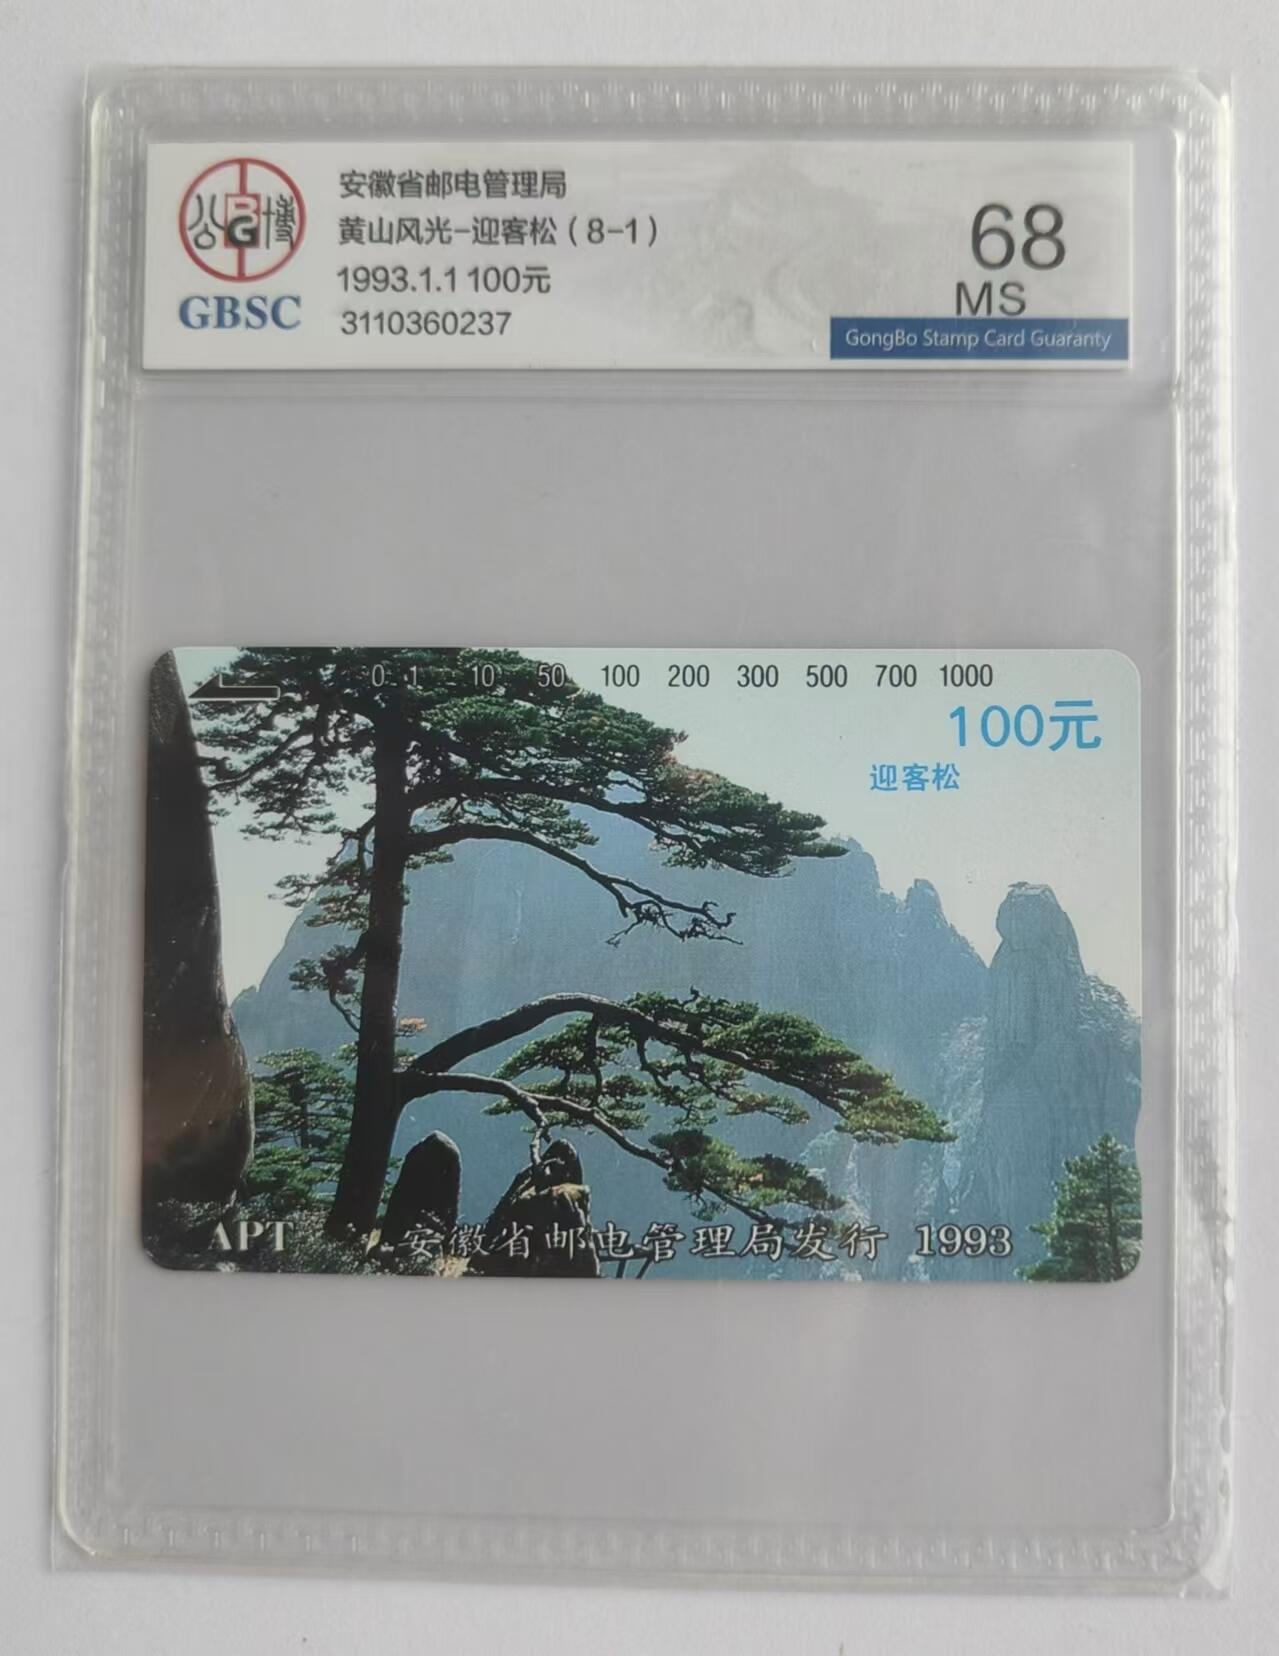 公博
BG
GBSC
安徽省邮电管理局
黄山风光-迎客松（8-1）
1993.1.1 100元
3110360237
68
MS
GongBo Stamp Card Guaranty
0 1 10 50 100 200 300 500 700 1000
100元
迎客松
APT 安徽省邮电管理局发行 1993